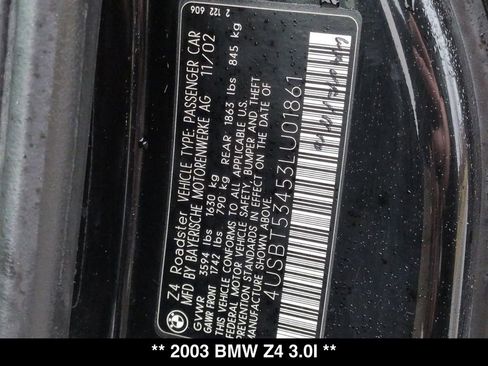 Z4 Roadster VEHICLE TYPE: PASSENGER CAR
MFD BY BAYERISCHE MOTORENWERKE AG 11/02
GVWR 3594 lbs 1630 kg
GAWR FRONT 1742 lbs 790 kg REAR 1863 lbs 845 kg
THIS VEHICLE CONFORMS TO ALL APPLICABLE U.S.
FEDERAL MOTOR VEHICLE SAFETY, BUMPER AND THEFT
PREVENTION STANDARDS IN EFFECT ON THE DATE OF
MANUFACTURE SHOWN ABOVE.
4USBT53453LU01861
2 122 606
** 2003 BMW Z4 3.0I **